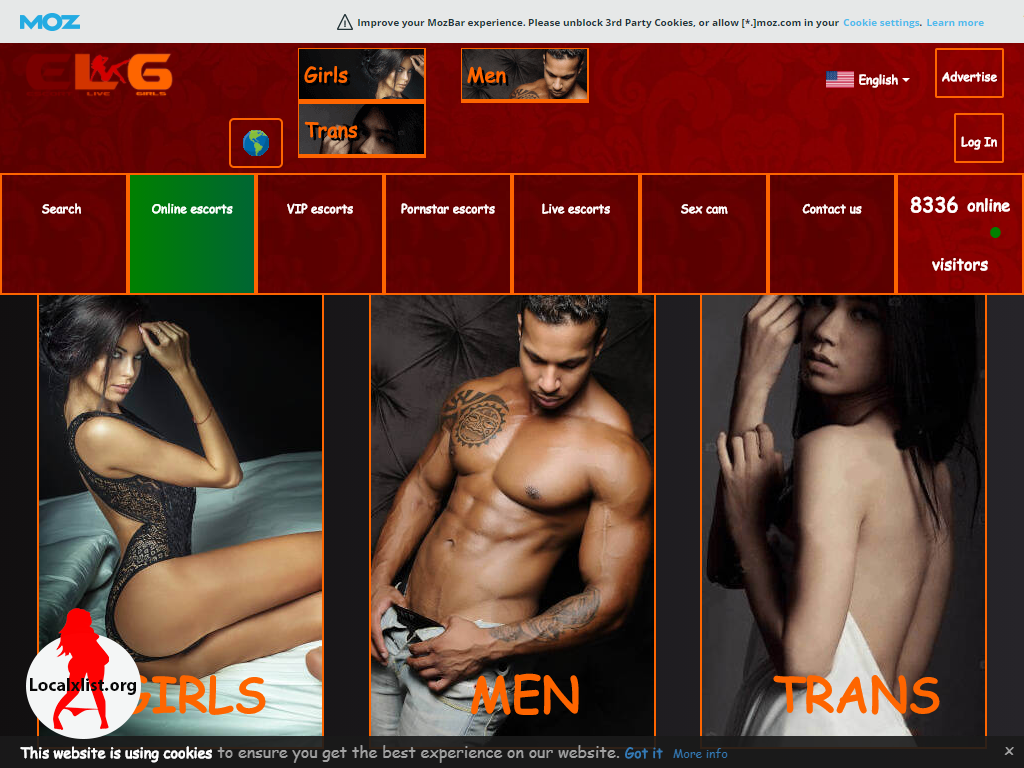 MOZ
Improve your MozBar experience. Please unblock 3rd Party Cookies, or allow [*.]moz.com in your Cookie settings. Learn more
ELG
LIVE GIRLS
Girls
Men
English
Advertise
Trans
Log In
Search
Online escorts
VIP escorts
Pornstar escorts
Live escorts
Sex cam
Contact us
8336 online
visitors
Localxlist.org
GIRLS
MEN
TRANS
This website is using cookies to ensure you get the best experience on our website. Got it More info ×